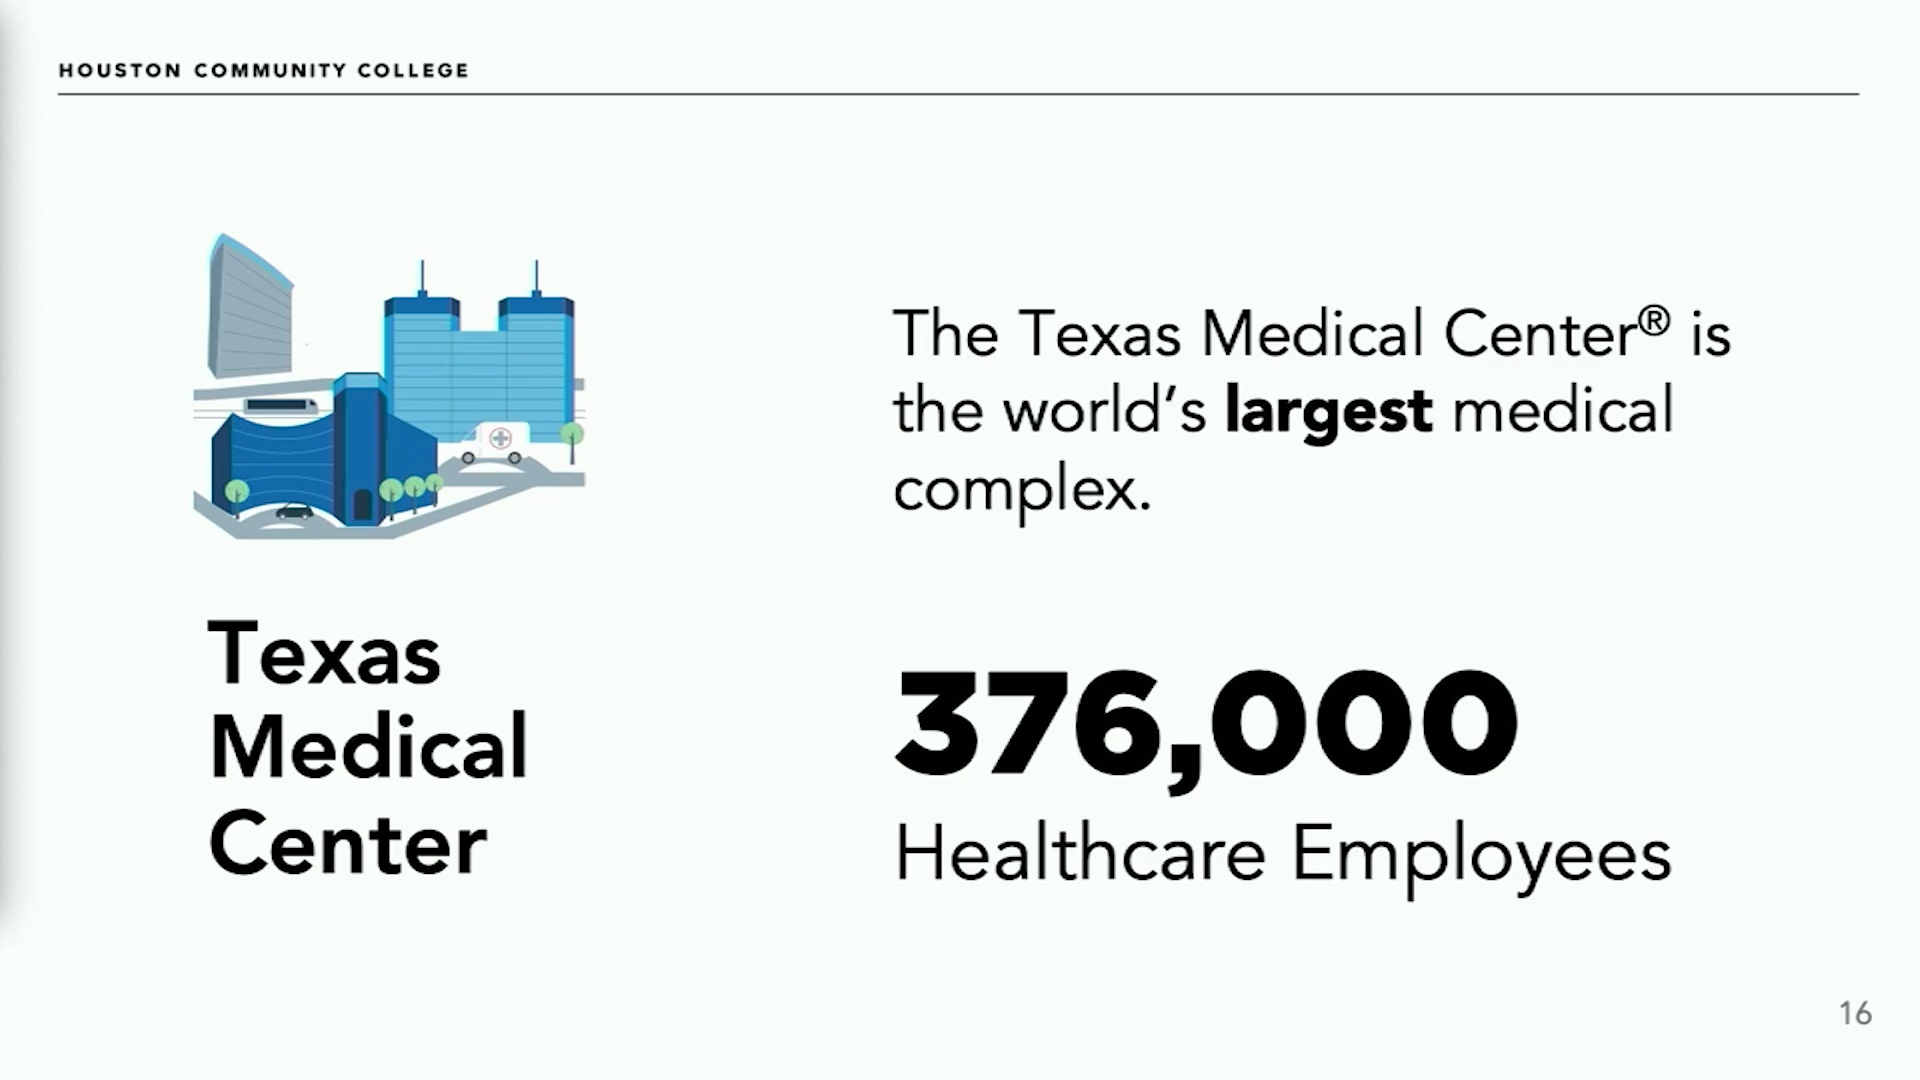 HOUSTON COMMUNITY COLLEGE
The Texas Medical Center® is
the world’s largest medical
complex.
Texas
Medical
Center
376,000
Healthcare Employees
16